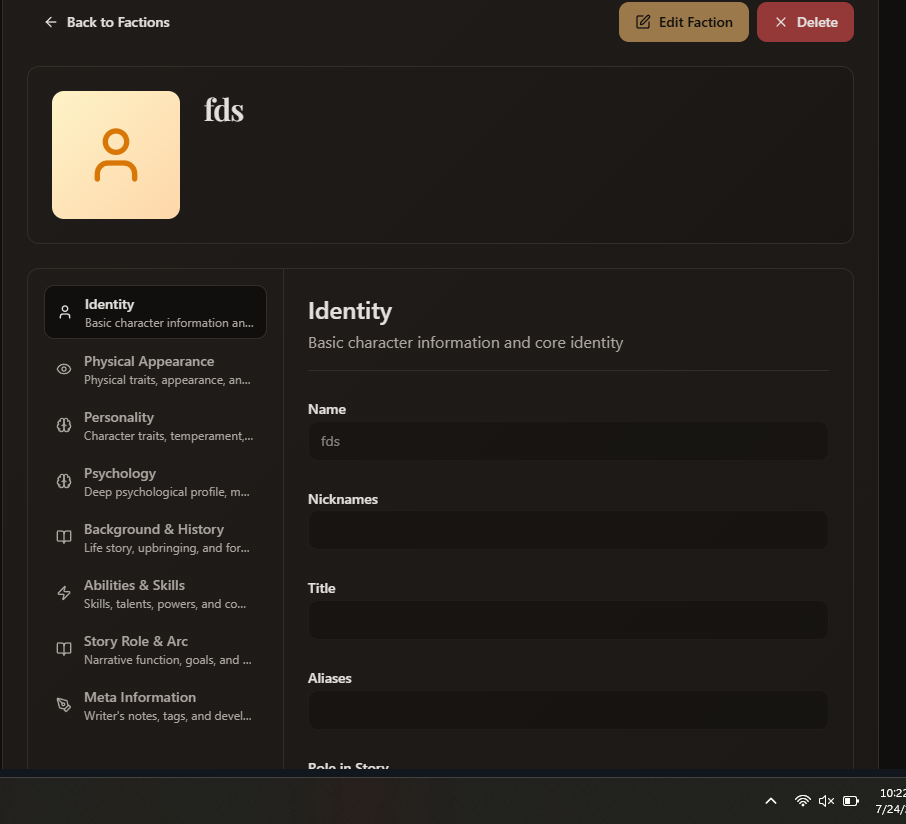 Back to Factions
Edit Faction
Delete
fds
Identity
Basic character information an...
Physical Appearance
Physical traits, appearance, an...
Personality
Character traits, temperament,...
Psychology
Deep psychological profile, m...
Background & History
Life story, upbringing, and for...
Abilities & Skills
Skills, talents, powers, and co...
Story Role & Arc
Narrative function, goals, and ...
Meta Information
Writer's notes, tags, and devel...
Identity
Basic character information and core identity
Name
fds
Nicknames
Title
Aliases
Role in Story
10:22
7/24/